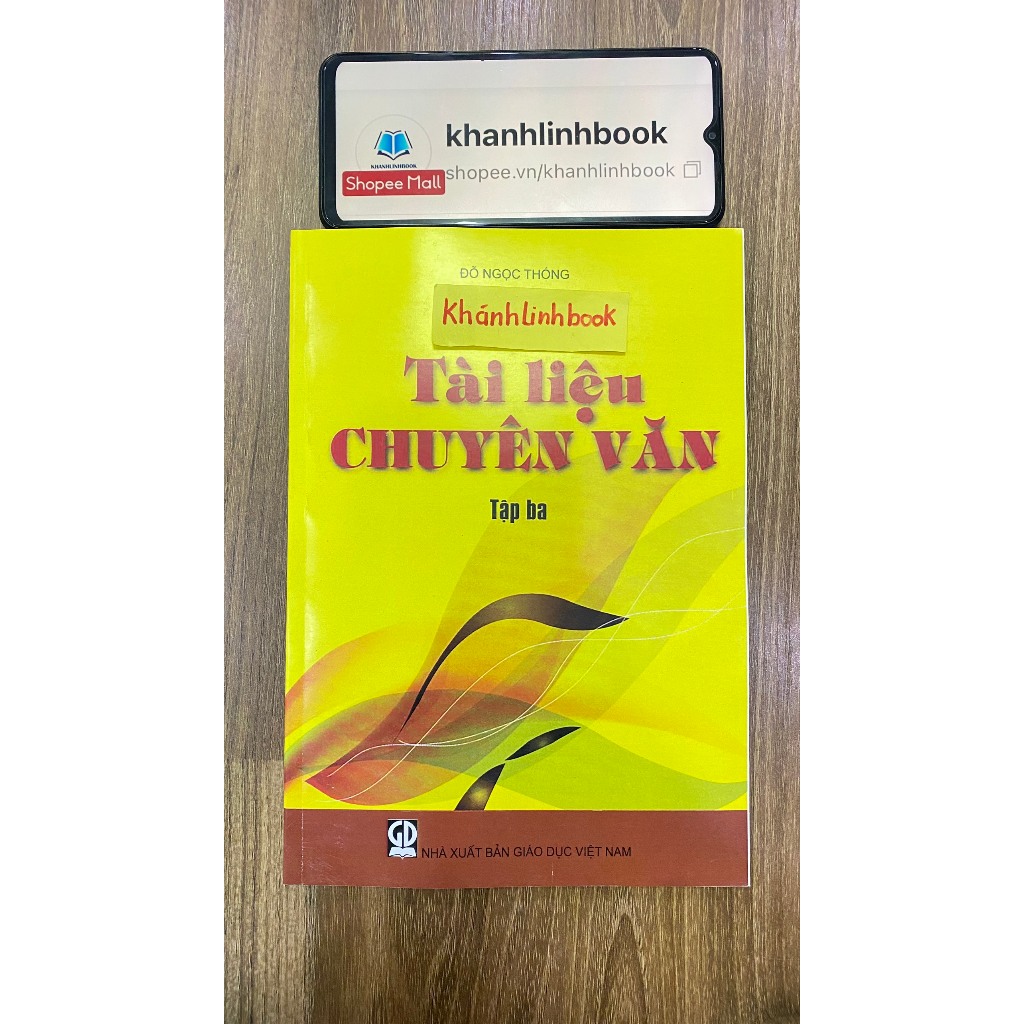 khanhlinhbook
shopee.vn/khanhlinhbook
KHANHLINHBOOK
Shopee Mall
ĐỖ NGỌC THỐNG
Khánhlinhbook
Tài liệu
CHUYÊN VĂN
Tập ba
GD
NHÀ XUẤT BẢN GIÁO DỤC VIỆT NAM